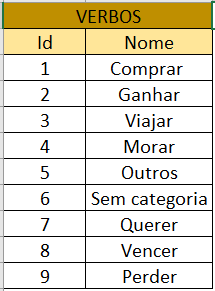 VERBOS
Id Nome
1 Comprar
2 Ganhar
3 Viajar
4 Morar
5 Outros
6 Sem categoria
7 Querer
8 Vencer
9 Perder